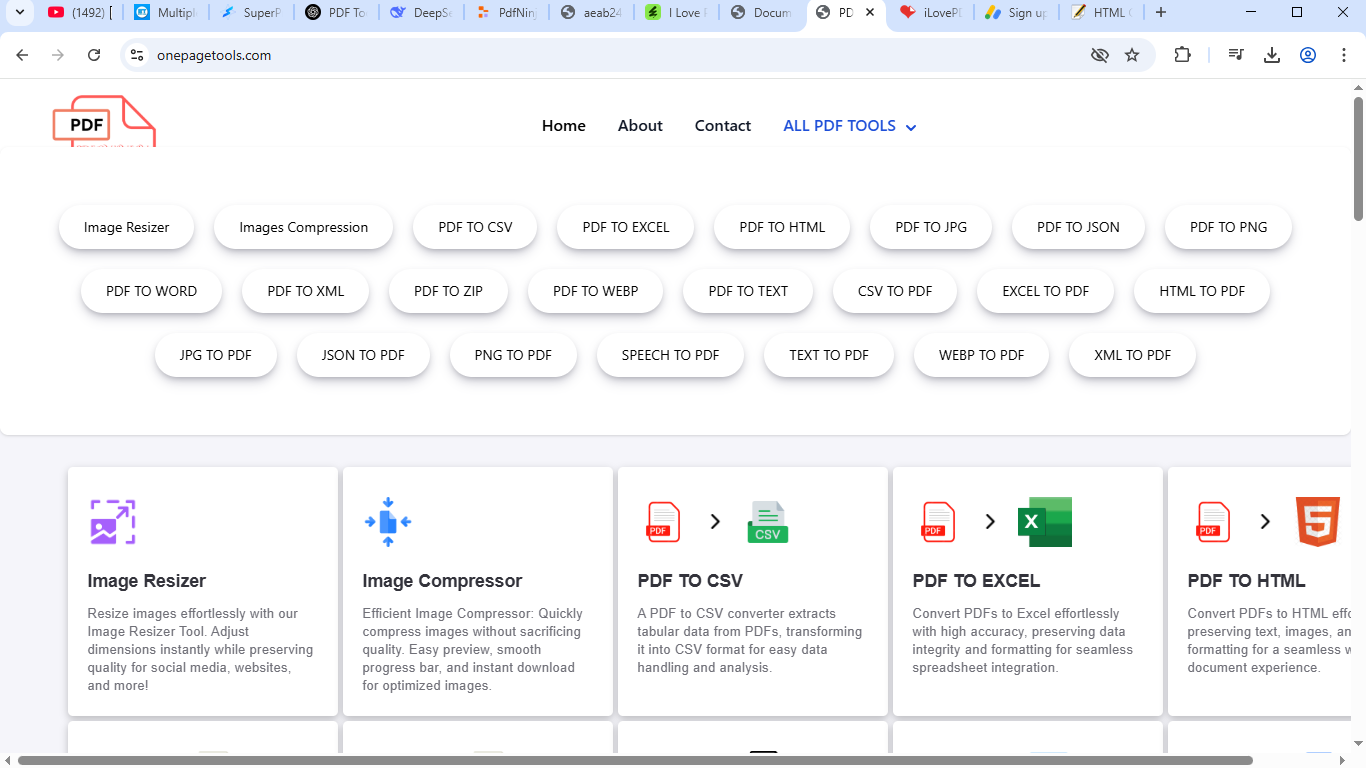 (1492) [
Multipl
SuperP
PDF To
DeepSe
PdfNinj
aeab24
I Love P
Docum
PD
iLovePD
Sign up
HTML C
onepagetools.com
PDF
Home About Contact ALL PDF TOOLS
Image Resizer Images Compression PDF TO CSV PDF TO EXCEL PDF TO HTML PDF TO JPG PDF TO JSON PDF TO PNG
PDF TO WORD PDF TO XML PDF TO ZIP PDF TO WEBP PDF TO TEXT CSV TO PDF EXCEL TO PDF HTML TO PDF
JPG TO PDF JSON TO PDF PNG TO PDF SPEECH TO PDF TEXT TO PDF WEBP TO PDF XML TO PDF
Image Resizer
Resize images effortlessly with our
Image Resizer Tool. Adjust
dimensions instantly while preserving
quality for social media, websites,
and more!
Image Compressor
Efficient Image Compressor: Quickly
compress images without sacrificing
quality. Easy preview, smooth
progress bar, and instant download
for optimized images.
PDF
CSV
PDF TO CSV
A PDF to CSV converter extracts
tabular data from PDFs, transforming
it into CSV format for easy data
handling and analysis.
PDF
X
PDF TO EXCEL
Convert PDFs to Excel effortlessly
with high accuracy, preserving data
integrity and formatting for seamless
spreadsheet integration.
PDF
5
PDF TO HTML
Convert PDFs to HTML effo
preserving text, images, an
formatting for a seamless w
document experience.